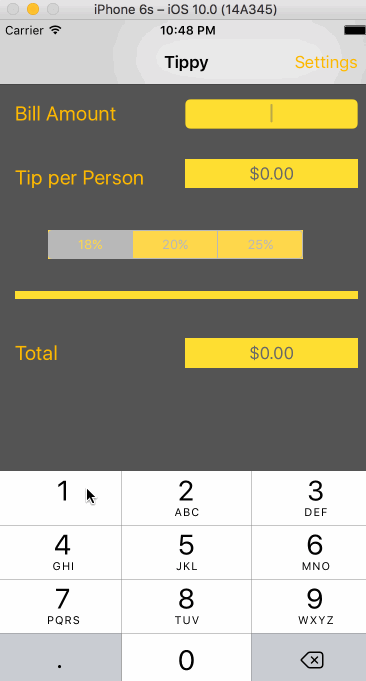 iPhone 6s – iOS 10.0 (14A345)
Carrier 10:48 PM
Tippy Settings
Bill Amount
Tip per Person $0.00
18% 20% 25%
Total $0.00
1 2 3
ABC DEF
4 5 6
GHI JKL MNO
7 8 9
PQRS TUV WXYZ
. 0